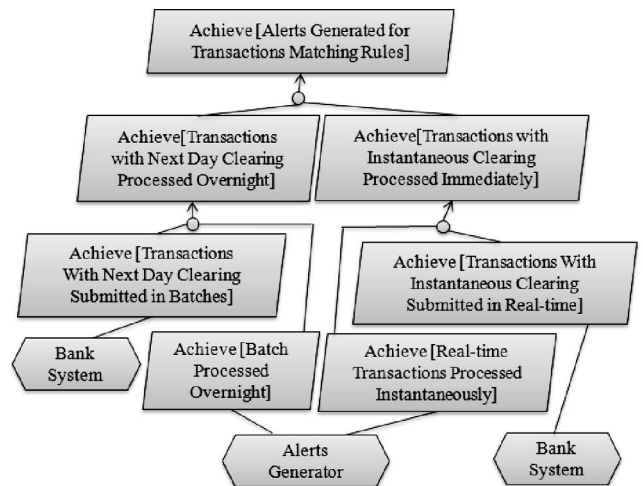 Achieve [Alerts Generated for
Transactions Matching Rules]
Achieve[Transactions
with Next Day Clearing
Processed Overnight]
Achieve[Transactions with
Instantaneous Clearing
Processed Immediately]
Achieve [Transactions
With Next Day Clearing
Submitted in Batches]
Achieve [Transactions With
Instantaneous Clearing
Submitted in Real-time]
Bank
System
Achieve [Batch
Processed
Overnight]
Achieve [Real-time
Transactions Processed
Instantaneously]
Alerts
Generator
Bank
System